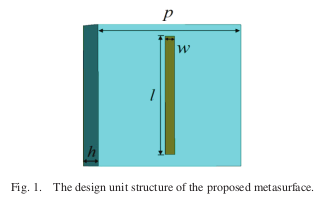 p
w
l
h
Fig. 1. The design unit structure of the proposed metasurface.